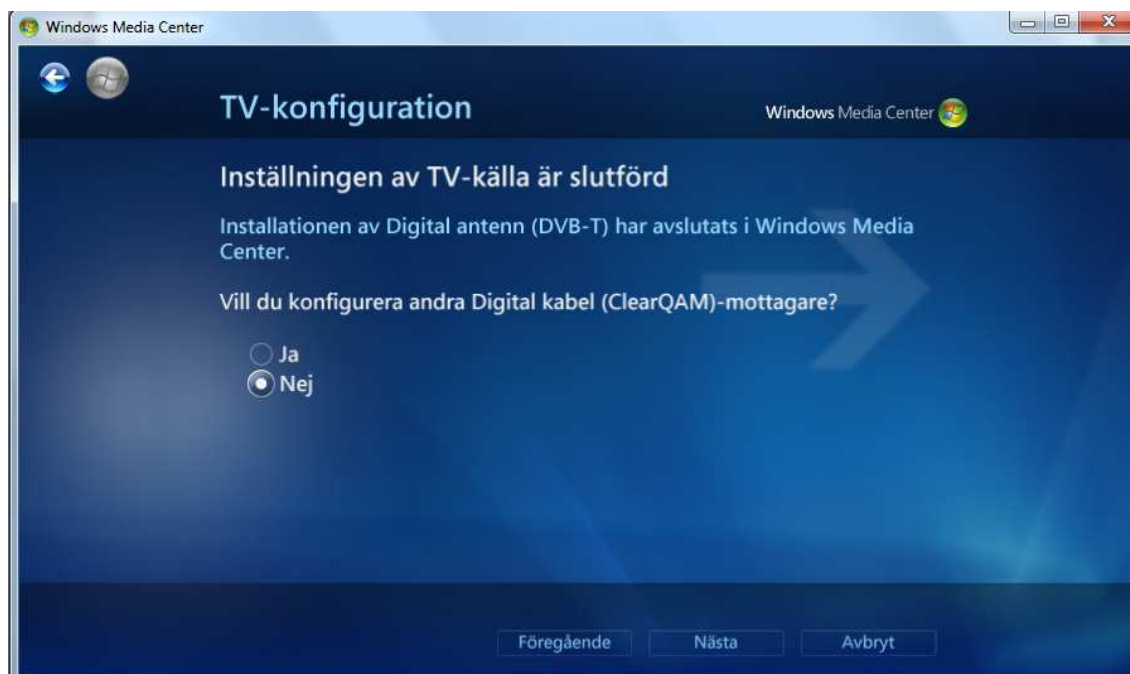 Windows Media Center
TV-konfiguration
Windows Media Center
Inställningen av TV-källa är slutförd
Installationen av Digital antenn (DVB-T) har avslutats i Windows Media
Center.
Vill du konfigurera andra Digital kabel (ClearQAM)-mottagare?
Ja
Nej
Föregående
Nästa
Avbryt